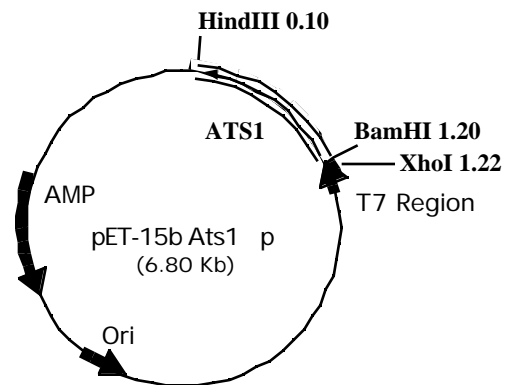 HindIII 0.10
ATS1
BamHI 1.20
XhoI 1.22
T7 Region
AMP
pET-15b Ats1 p
(6.80 Kb)
Ori